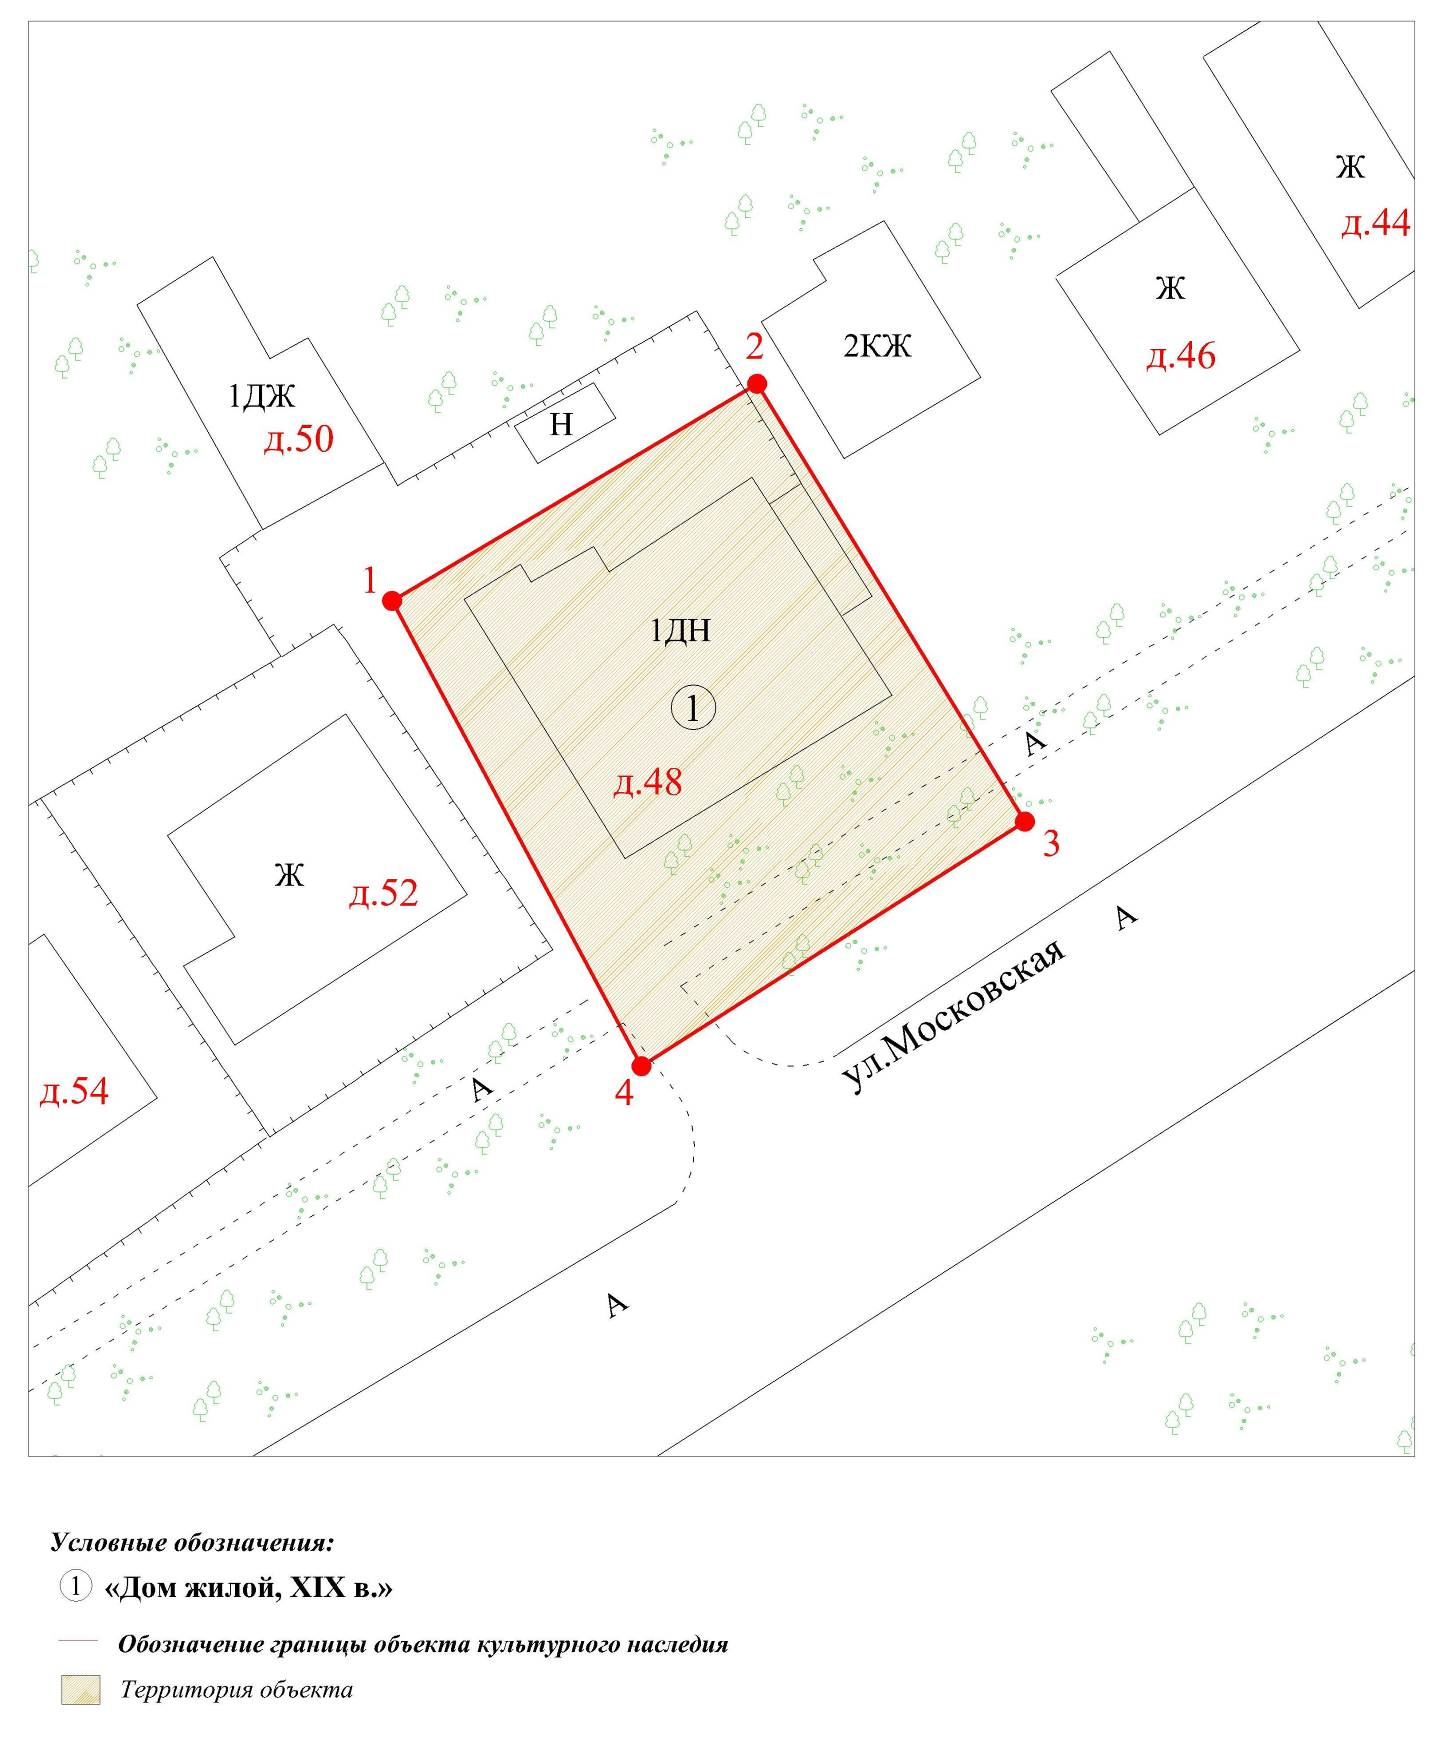 Ж
д.44
Ж
д.46
2
2КЖ
1ДЖ
д.50
Н
1
1ДН
1
д.48
А
3
Ж
д.52
А
ул.Московская
А
4
д.54
А
Условные обозначения:
1 «Дом жилой, XIX в.»
Обозначение границы объекта культурного наследия
Территория объекта